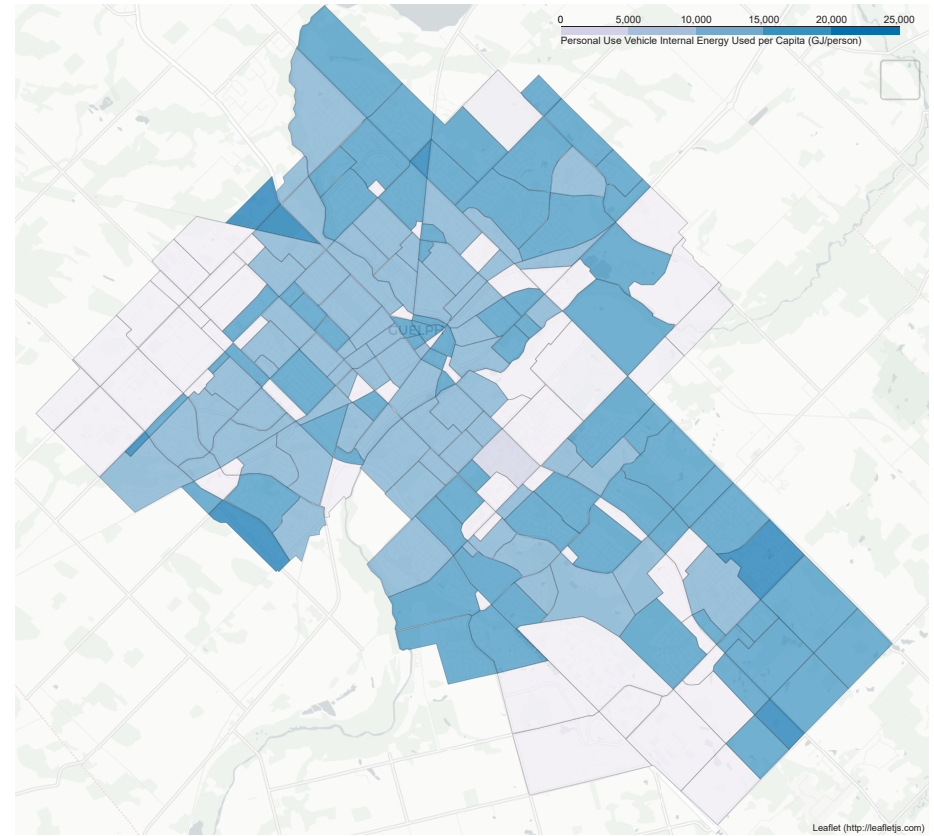 0 5,000 10,000 15,000 20,000 25,000
Personal Use Vehicle Internal Energy Used per Capita (GJ/person)
GUELPH
Leaflet (http://leafletjs.com)